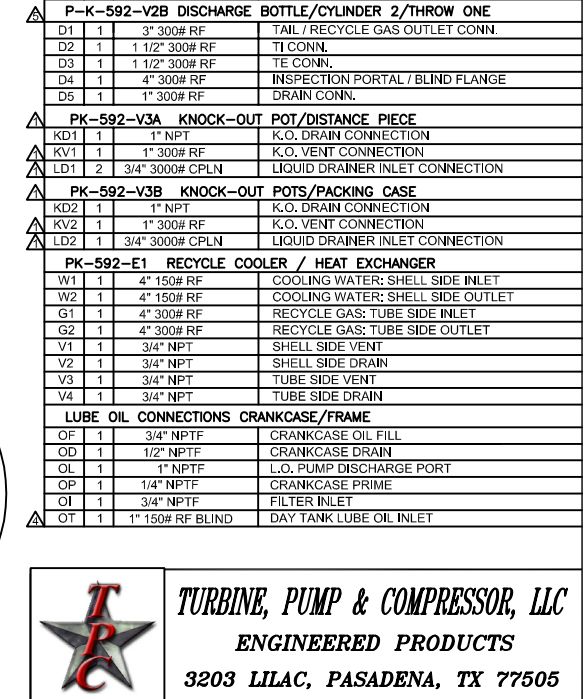 5 P-K-592-V2B DISCHARGE BOTTLE/CYLINDER 2/THROW ONE
D1 1 3" 300# RF TAIL / RECYCLE GAS OUTLET CONN.
D2 1 1 1/2" 300# RF TI CONN.
D3 1 1 1/2" 300# RF TE CONN.
D4 1 4" 300# RF INSPECTION PORTAL / BLIND FLANGE
D5 1 1" 300# RF DRAIN CONN.
1 PK-592-V3A KNOCK-OUT POT/DISTANCE PIECE
KD1 1 1" NPT K.O. DRAIN CONNECTION
1 KV1 1 1" 300# RF K.O. VENT CONNECTION
1 LD1 2 3/4" 3000# CPLN LIQUID DRAINER INLET CONNECTION
1 PK-592-V3B KNOCK-OUT POTS/PACKING CASE
KD2 1 1" NPT K.O. DRAIN CONNECTION
1 KV2 1 1" 300# RF K.O. VENT CONNECTION
1 LD2 1 3/4" 3000# CPLN LIQUID DRAINER INLET CONNECTION
PK-592-E1 RECYCLE COOLER / HEAT EXCHANGER
W1 1 4" 150# RF COOLING WATER: SHELL SIDE INLET
W2 1 4" 150# RF COOLING WATER: SHELL SIDE OUTLET
G1 1 4" 300# RF RECYCLE GAS: TUBE SIDE INLET
G2 1 4" 300# RF RECYCLE GAS: TUBE SIDE OUTLET
V1 1 3/4" NPT SHELL SIDE VENT
V2 1 3/4" NPT SHELL SIDE DRAIN
V3 1 3/4" NPT TUBE SIDE VENT
V4 1 3/4" NPT TUBE SIDE DRAIN
LUBE OIL CONNECTIONS CRANKCASE/FRAME
OF 1 3/4" NPTF CRANKCASE OIL FILL
OD 1 1/2" NPTF CRANKCASE DRAIN
OL 1 1" NPTF L.O. PUMP DISCHARGE PORT
OP 1 1/4" NPTF CRANKCASE PRIME
OI 1 3/4" NPTF FILTER INLET
4 OT 1 1" 150# RF BLIND DAY TANK LUBE OIL INLET
TPC
TURBINE, PUMP & COMPRESSOR, LLC
ENGINEERED PRODUCTS
3203 LILAC, PASADENA, TX 77505